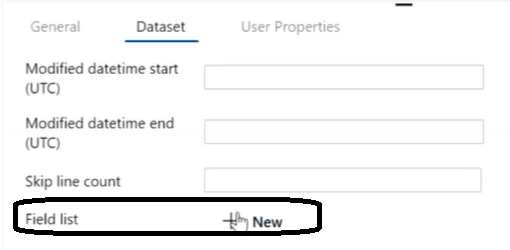 General Dataset User Properties
Modified datetime start
(UTC)
Modified datetime end
(UTC)
Skip line count
Field list + New